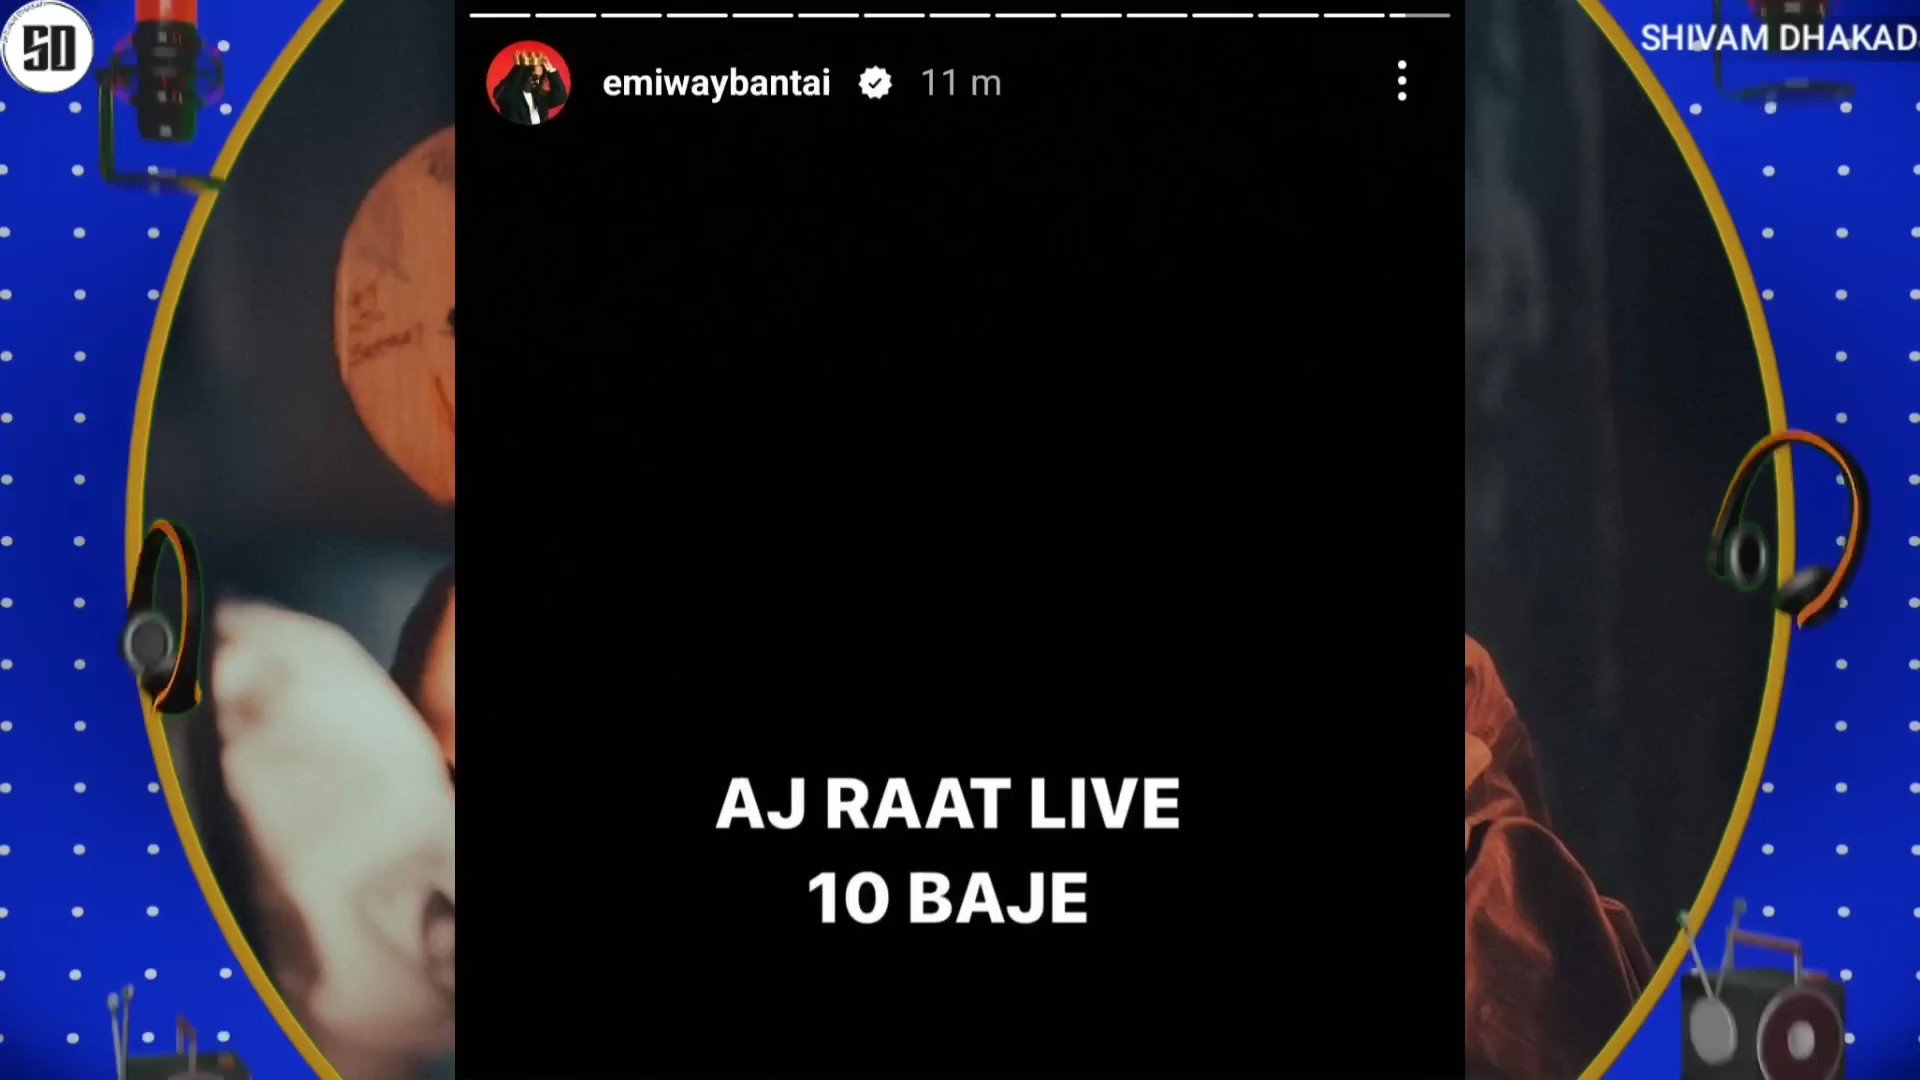 SD
SHIVAM DHAKAD
emiwaybantai 11 m
AJ RAAT LIVE
10 BAJE